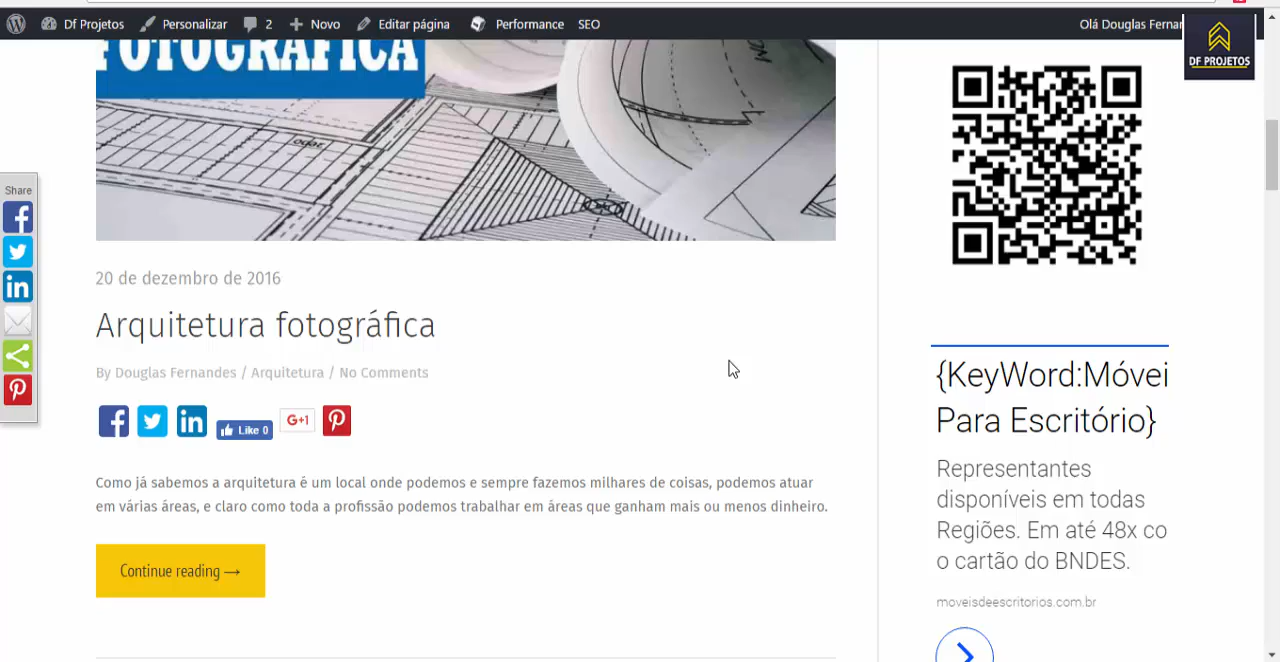 Df Projetos Personalizar 2 Novo Editar página Performance SEO
DF PROJETOS
FOTOGRÁFICA
Share
20 de dezembro de 2016
Arquitetura fotográfica
By Douglas Fernandes / Arquitetura / No Comments
Like 0 G+1
Como já sabemos a arquitetura é um local onde podemos e sempre fazemos milhares de coisas, podemos atuar
em várias áreas, e claro como toda a profissão podemos trabalhar em áreas que ganham mais ou menos dinheiro.
Continue reading →
Olá Douglas Fernan
{KeyWord:Móvei
Para Escritório}
Representantes
disponíveis em todas
Regiões. Em até 48x co
o cartão do BNDES.
moveisdeescritorios.com.br